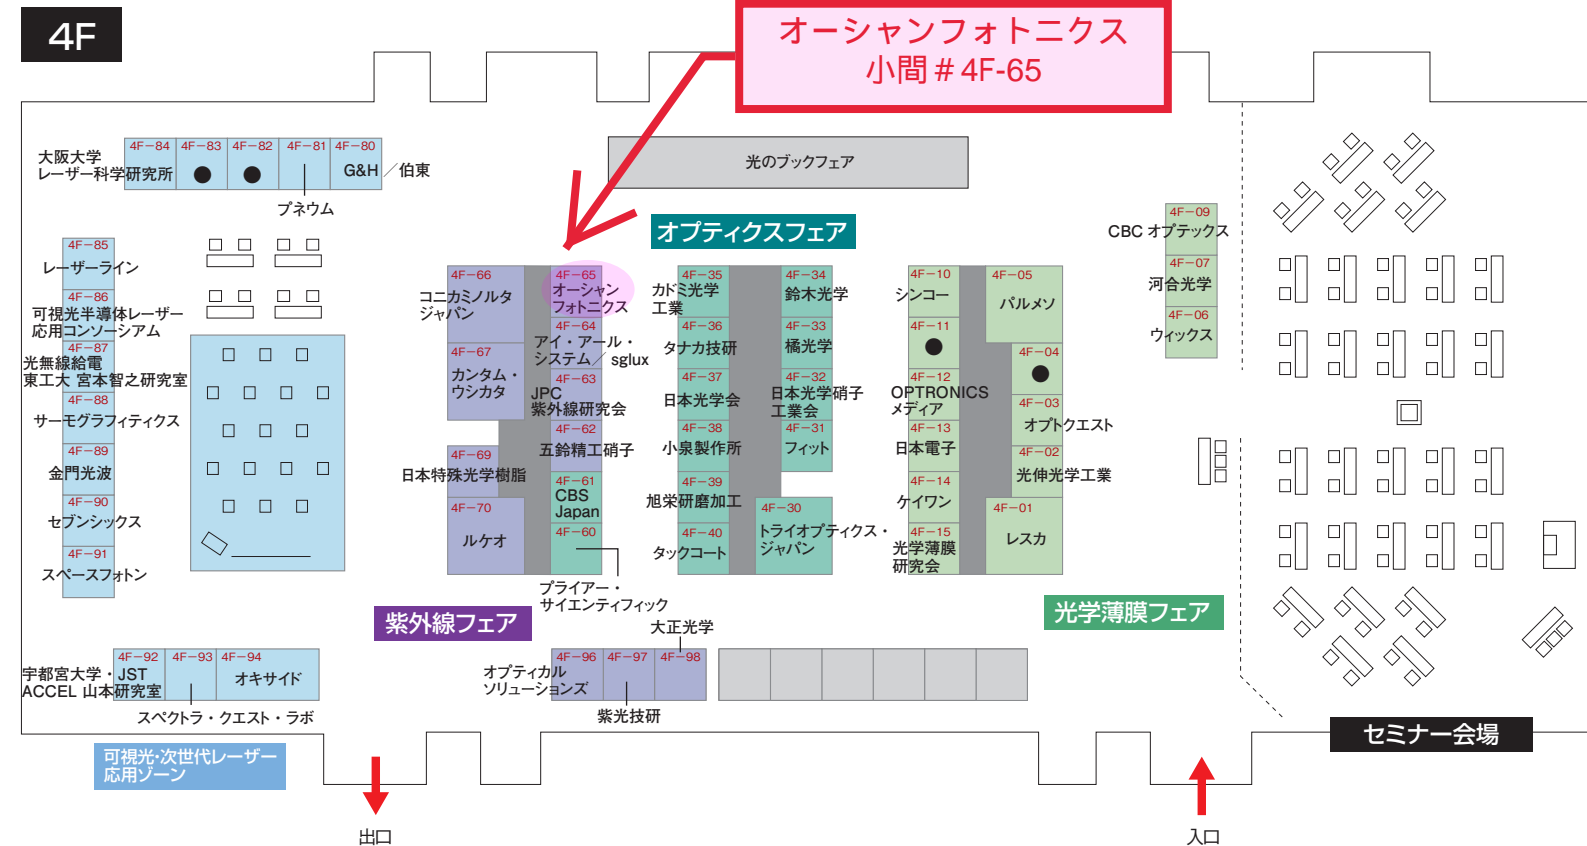 4F
オーシャンフォトニクス
小間＃4F-65
4F−84
4F−83
4F−82
4F−81
4F−80
大阪大学
レーザー科学研究所
●
●
G&H／伯東
プネウム
光のブックフェア
オプティクスフェア
4F−85
レーザーライン
4F−86
可視光半導体レーザー
応用コンソーシアム
4F−87
光無線給電
東工大 宮本智之研究室
4F−88
サーモグラフィティクス
4F−89
金門光波
4F−90
セブンシックス
4F−91
スペースフォトン
4F−66
コニカミノルタ
ジャパン
4F−67
カンタム・
ウシカタ
4F−69
日本特殊光学樹脂
4F−70
ルケオ
4F−65
オーシャン
フォトニクス
4F−64
アイ・アール・
システム／sglux
4F−63
JPC
紫外線研究会
4F−62
五鈴精工硝子
4F−61
CBS
Japan
4F−60
プライアー・
サイエンティフィック
4F−35
カドミ光学
工業
4F−36
タナカ技研
4F−37
日本光学会
4F−38
小泉製作所
4F−39
旭栄研磨加工
4F−40
タックコート
4F−34
鈴木光学
4F−33
橘光学
4F−32
日本光学硝子
工業会
4F−31
フィット
4F−30
トライオプティクス・
ジャパン
4F−10
シンコー
4F−11
●
4F−12
OPTRONICS
メディア
4F−13
日本電子
4F−14
ケイワン
4F−15
光学薄膜
研究会
4F−05
パルメソ
4F−04
●
4F−03
オプトクエスト
4F−02
光伸光学工業
4F−01
レスカ
4F−09
CBC オプテックス
4F−07
河合光学
4F−06
ウィックス
紫外線フェア
光学薄膜フェア
4F−92
4F−93
4F−94
宇都宮大学・JST
ACCEL 山本研究室
オキサイド
スペクトラ・クエスト・ラボ
大正光学
4F−96
4F−97
4F−98
オプティカル
ソリューションズ
紫光技研
可視光・次世代レーザー
応用ゾーン
セミナー会場
出口
入口